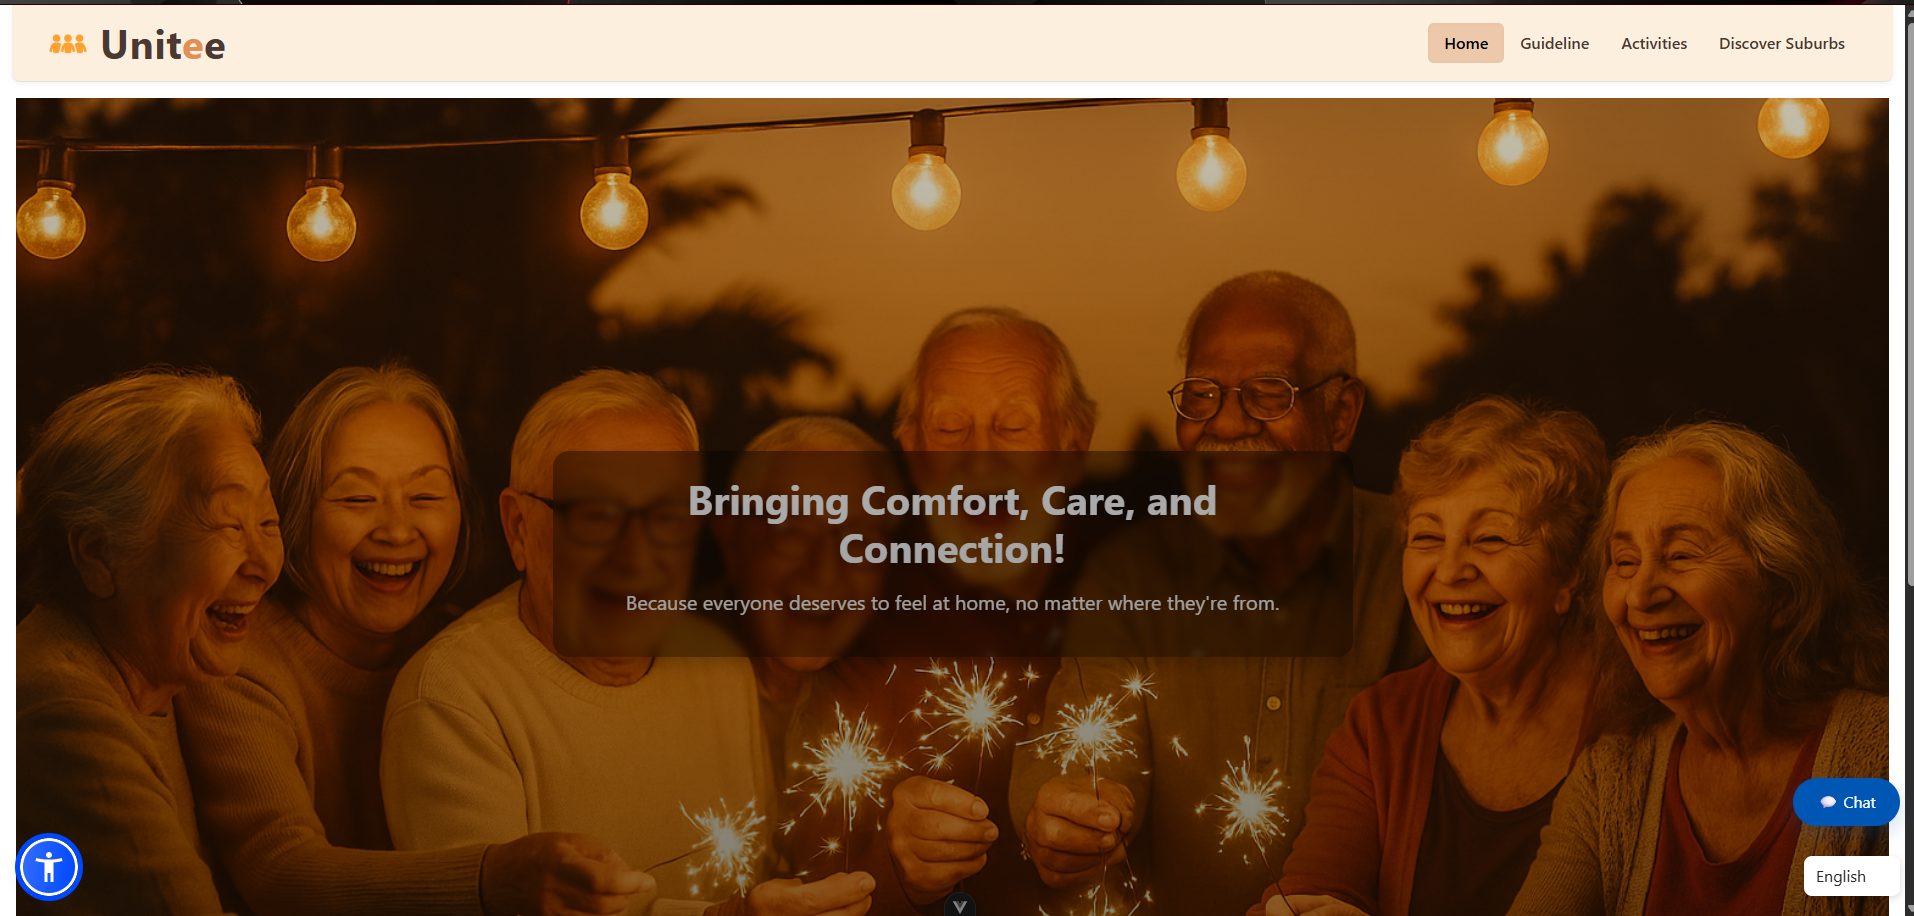 Unitee
Home
Guideline
Activities
Discover Suburbs
Bringing Comfort, Care, and
Connection!
Because everyone deserves to feel at home, no matter where they're from.
Chat
English